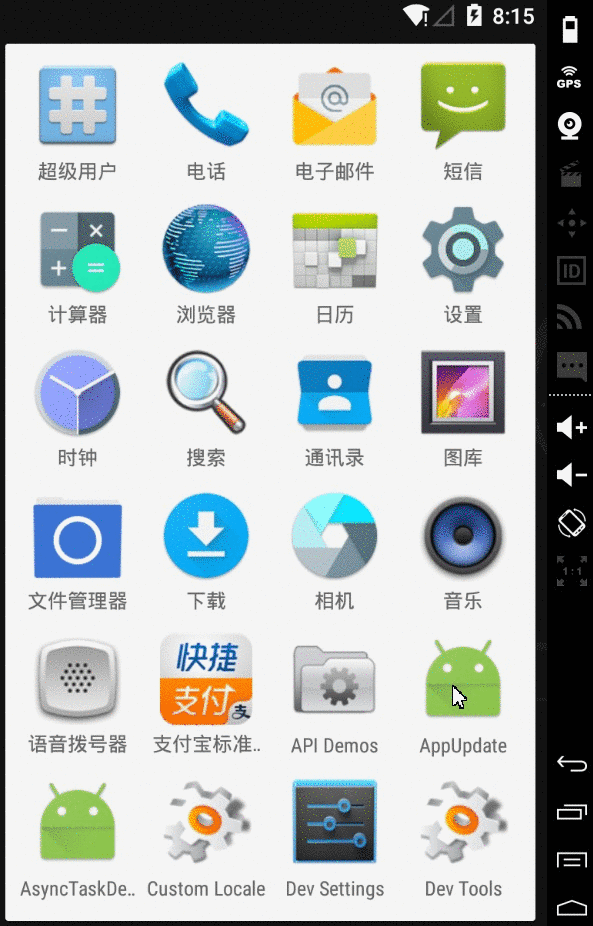 8:15
GPS
超级用户
电话
电子邮件
短信
计算器
浏览器
日历
设置
ID
时钟
搜索
通讯录
图库
文件管理器
下载
相机
音乐
1:1
快捷
支付
支
语音拨号器
支付宝标准..
API Demos
AppUpdate
AsyncTaskDe..
Custom Locale
Dev Settings
Dev Tools